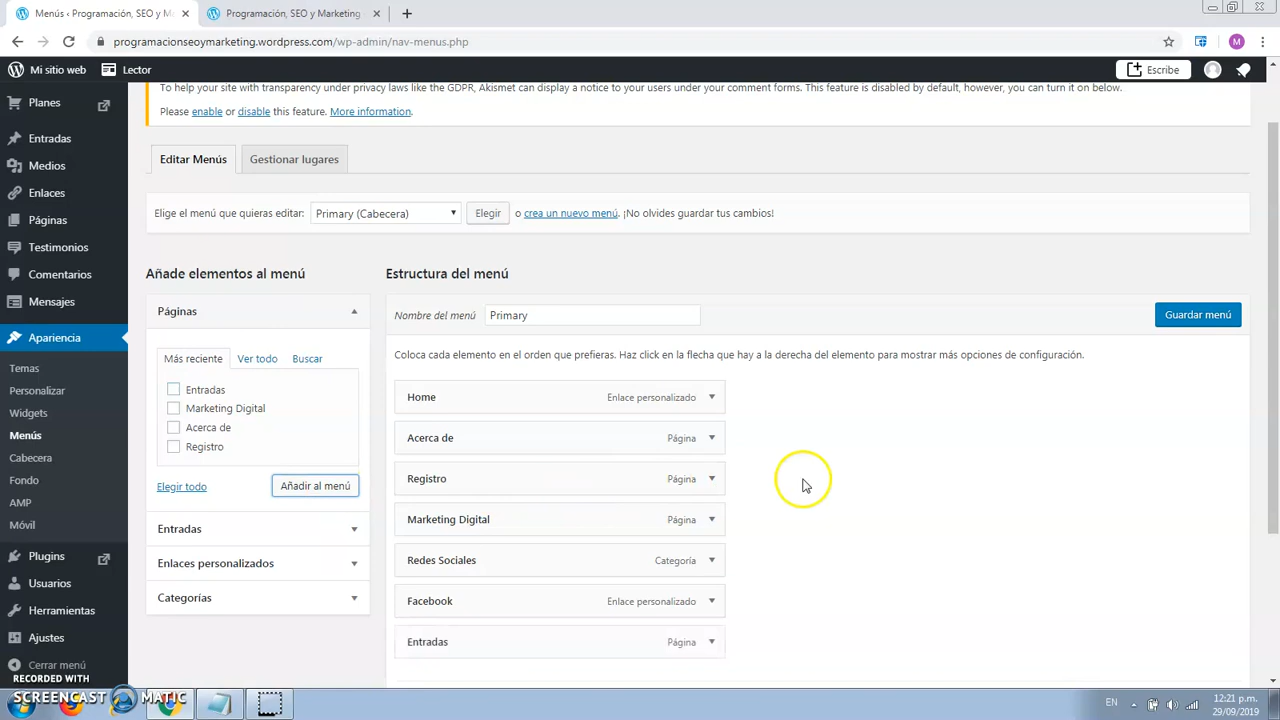 Menús ‹ Programación, SEO y M
Programación, SEO y Marketing
programacionseoymarketing.wordpress.com/wp-admin/nav-menus.php
M
Mi sitio web
Lector
Escribe
Planes
Entradas
Medios
Enlaces
Páginas
Testimonios
Comentarios
Mensajes
Apariencia
Temas
Personalizar
Widgets
Menús
Cabecera
Fondo
AMP
Móvil
Plugins
Usuarios
Herramientas
Ajustes
Cerrar menú
To help your site with transparency under privacy laws like the GDPR, Akismet can display a notice to your users under your comment forms. This feature is disabled by default, however, you can turn it on below.
Please enable or disable this feature. More information.
Editar Menús
Gestionar lugares
Elige el menú que quieras editar: Primary (Cabecera) Elegir o crea un nuevo menú. ¡No olvides guardar tus cambios!
Añade elementos al menú
Páginas
Más reciente Ver todo Buscar
Entradas
Marketing Digital
Acerca de
Registro
Elegir todo Añadir al menú
Entradas
Enlaces personalizados
Categorías
Estructura del menú
Nombre del menú Primary Guardar menú
Coloca cada elemento en el orden que prefieras. Haz click en la flecha que hay a la derecha del elemento para mostrar más opciones de configuración.
Home Enlace personalizado
Acerca de Página
Registro Página
Marketing Digital Página
Redes Sociales Categoría
Facebook Enlace personalizado
Entradas Página
RECORDED WITH
SCREENCAST MATIC
EN
12:21 p.m.
29/09/2019